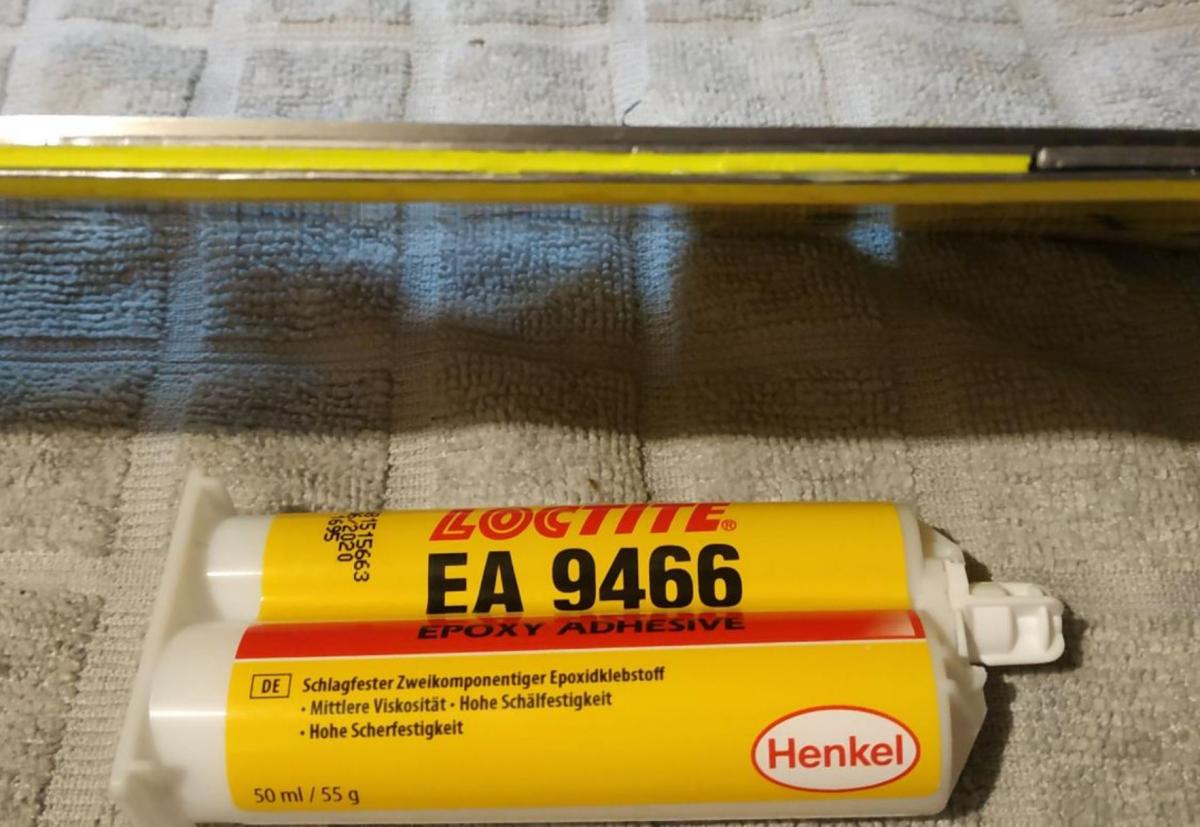 LOCTITE®
EA 9466
EPOXY ADHESIVE
DE Schlagfester Zweikomponentiger Epoxidklebstoff
· Mittlere Viskosität · Hohe Schälfestigkeit
· Hohe Scherfestigkeit
Henkel
50 ml / 55 g